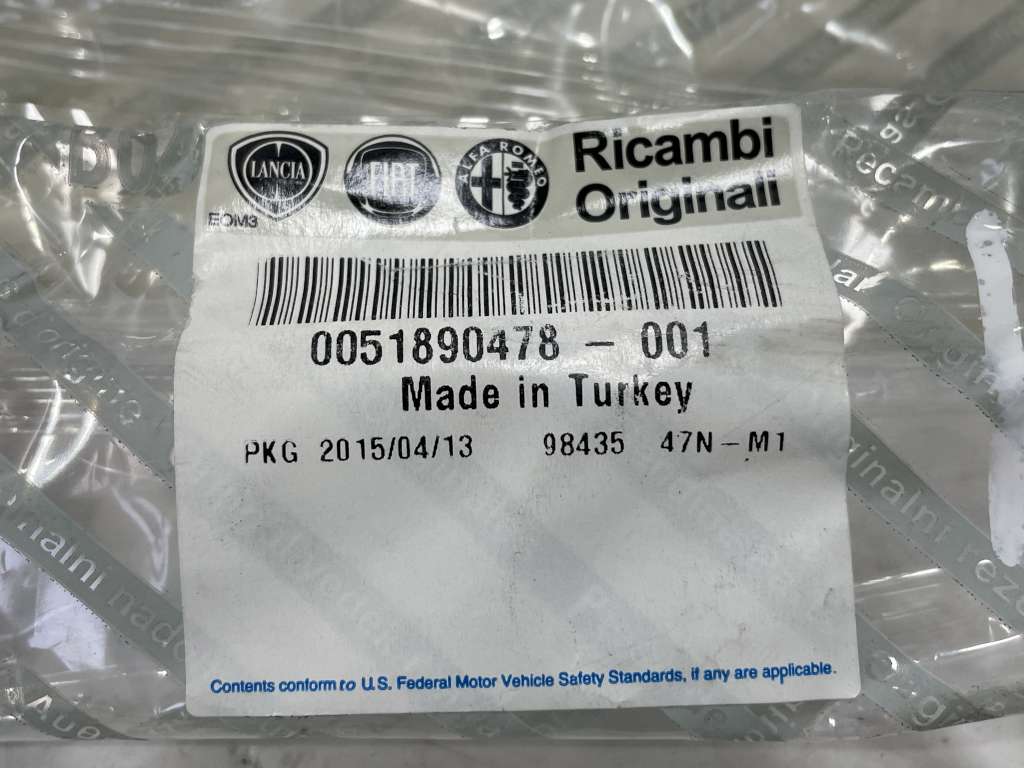 LANCIA
FIAT
ALFA ROMEO
Ricambi
Originali
EQM3
0051890478 - 001
Made in Turkey
PKG 2015/04/13 98435 47N-M1
Contents conform to U.S. Federal Motor Vehicle Safety Standards, if any are applicable.